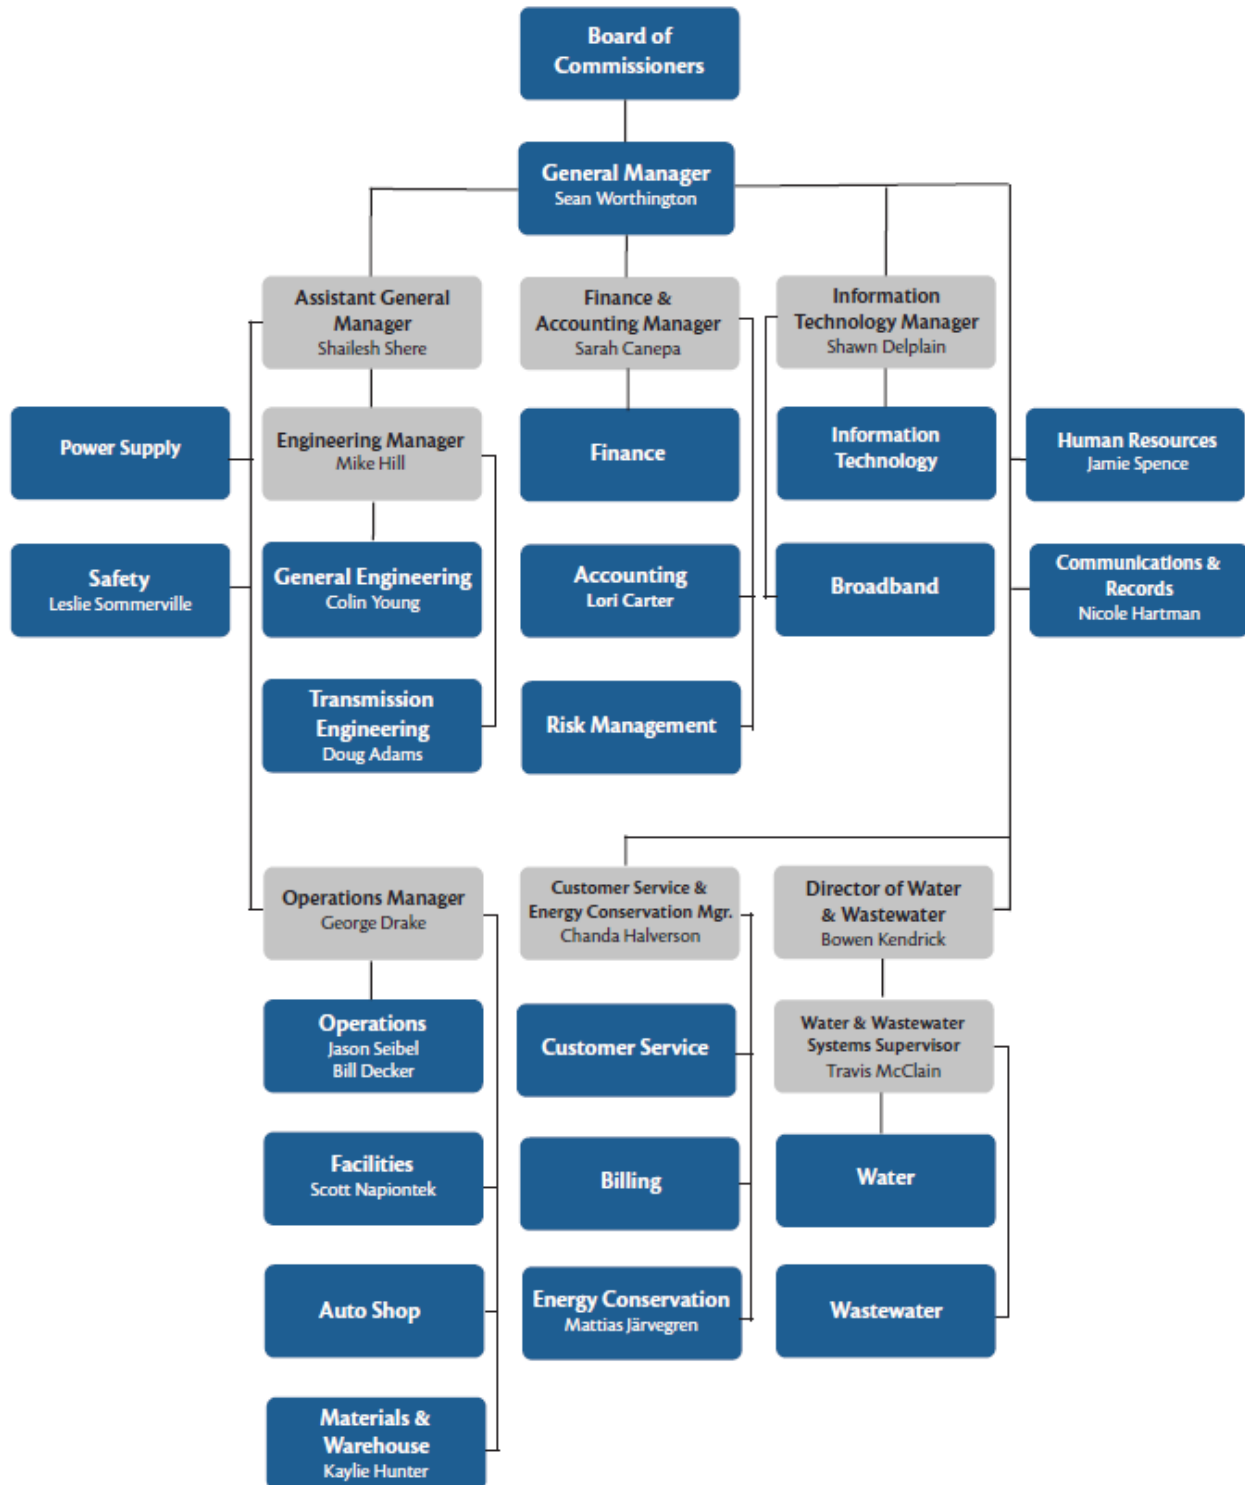 Board of
Commissioners
General Manager
Sean Worthington
Assistant General
Manager
Shailesh Shere
Finance &
Accounting Manager
Sarah Canepa
Information
Technology Manager
Shawn Delplain
Power Supply
Engineering Manager
Mike Hill
Finance
Information
Technology
Human Resources
Jamie Spence
Safety
Leslie Sommerville
General Engineering
Colin Young
Accounting
Lori Carter
Broadband
Communications &
Records
Nicole Hartman
Transmission
Engineering
Doug Adams
Risk Management
Operations Manager
George Drake
Customer Service &
Energy Conservation Mgr.
Chanda Halverson
Director of Water
& Wastewater
Bowen Kendrick
Operations
Jason Seibel
Bill Decker
Customer Service
Water & Wastewater
Systems Supervisor
Travis McClain
Facilities
Scott Napiontek
Billing
Water
Auto Shop
Energy Conservation
Mattias Järvegren
Wastewater
Materials &
Warehouse
Kaylie Hunter